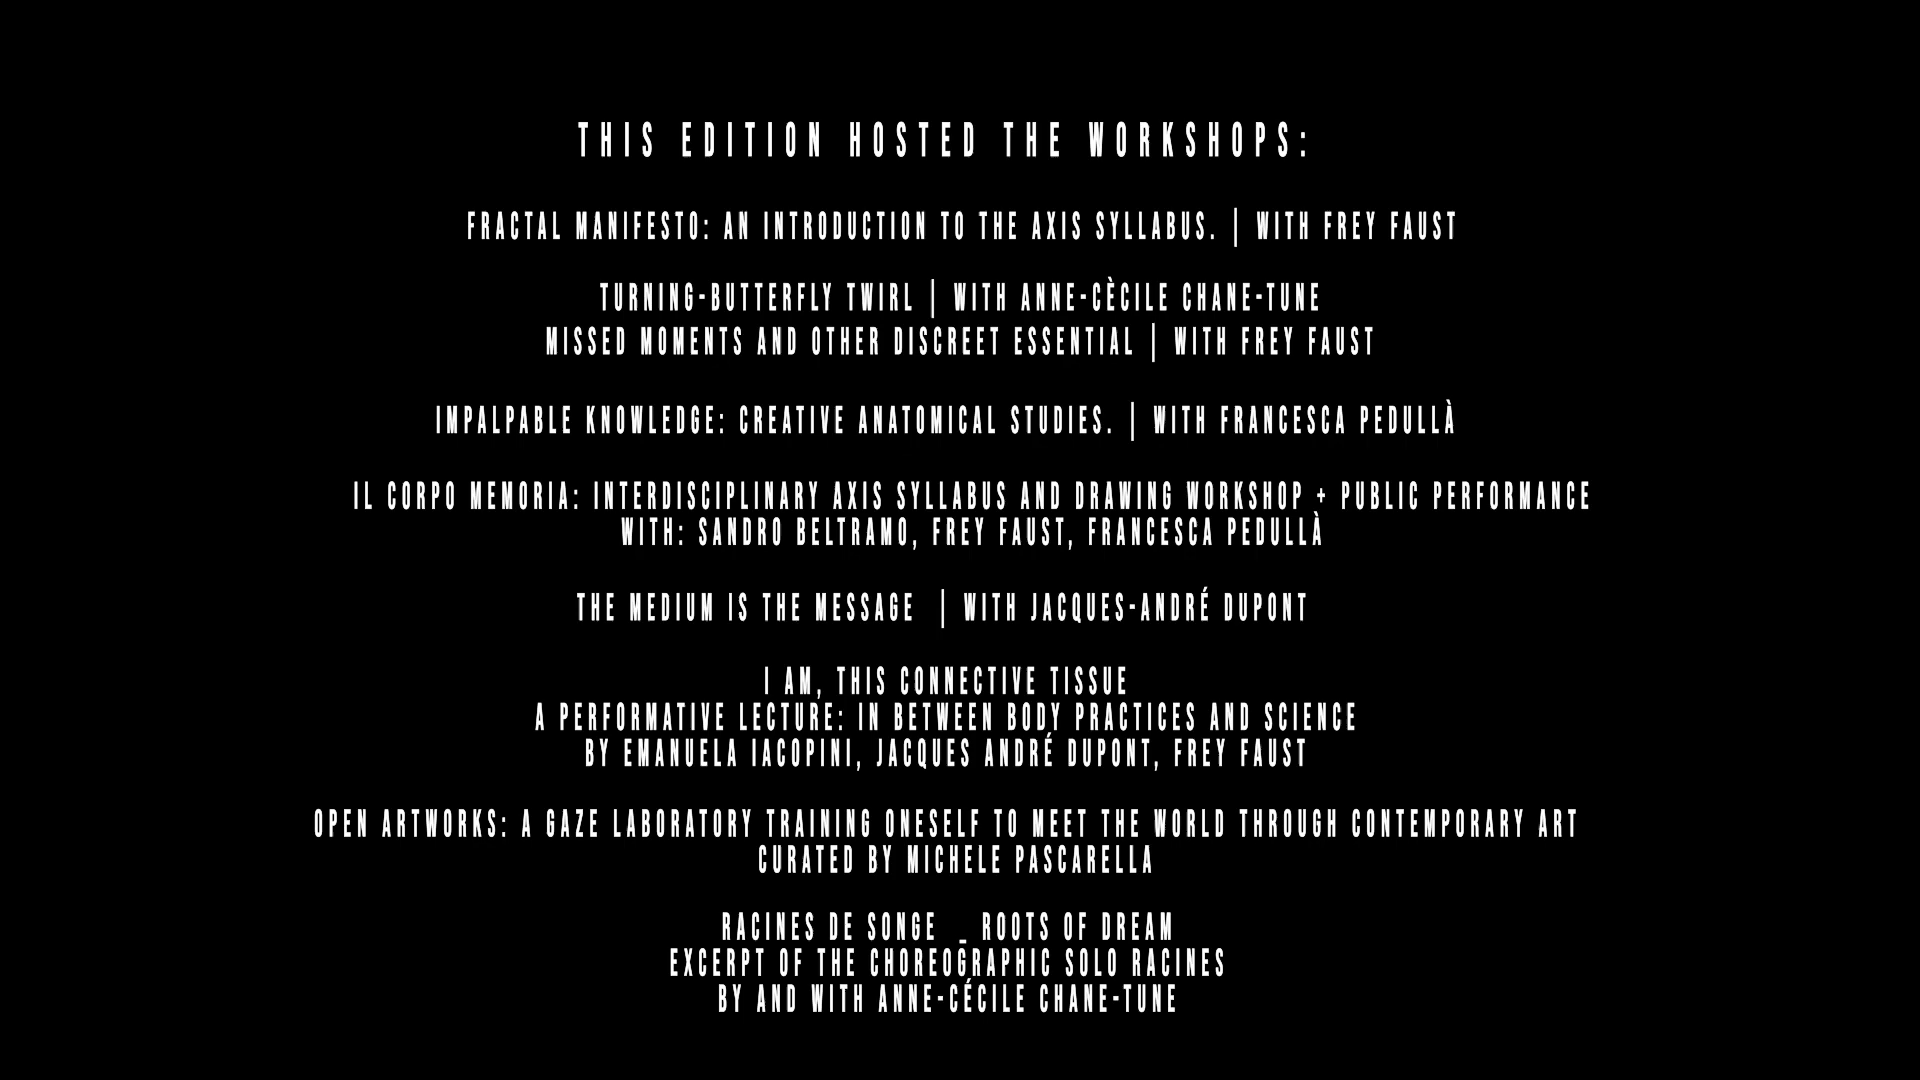 THIS EDITION HOSTED THE WORKSHOPS:
FRACTAL MANIFESTO: AN INTRODUCTION TO THE AXIS SYLLABUS. | WITH FREY FAUST
TURNING-BUTTERFLY TWIRL | WITH ANNE-CÈCILE CHANE-TUNE
MISSED MOMENTS AND OTHER DISCREET ESSENTIAL | WITH FREY FAUST
IMPALPABLE KNOWLEDGE: CREATIVE ANATOMICAL STUDIES. | WITH FRANCESCA PEDULLÀ
IL CORPO MEMORIA: INTERDISCIPLINARY AXIS SYLLABUS AND DRAWING WORKSHOP + PUBLIC PERFORMANCE
WITH: SANDRO BELTRAMO, FREY FAUST, FRANCESCA PEDULLÀ
THE MEDIUM IS THE MESSAGE | WITH JACQUES-ANDRÉ DUPONT
I AM, THIS CONNECTIVE TISSUE
A PERFORMATIVE LECTURE: IN BETWEEN BODY PRACTICES AND SCIENCE
BY EMANUELA IACOPINI, JACQUES ANDRÉ DUPONT, FREY FAUST
OPEN ARTWORKS: A GAZE LABORATORY TRAINING ONESELF TO MEET THE WORLD THROUGH CONTEMPORARY ART
CURATED BY MICHELE PASCARELLA
RACINES DE SONGE _ ROOTS OF DREAM
EXCERPT OF THE CHOREOGRAPHIC SOLO RACINES
BY AND WITH ANNE-CÉCILE CHANE-TUNE